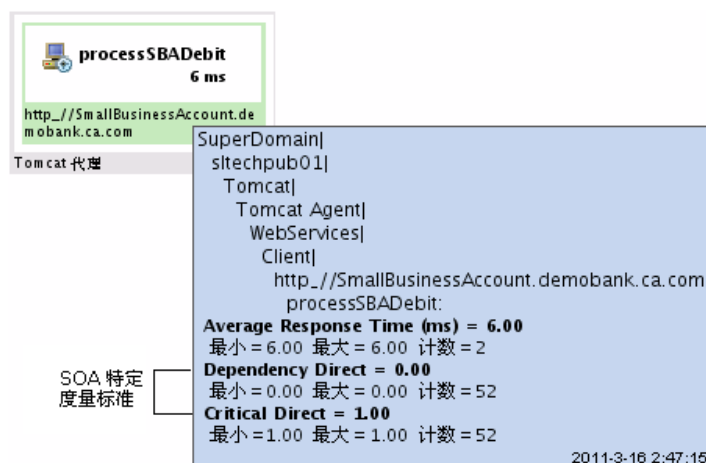 processSBADebit
6 ms
http_//SmallBusinessAccount.de
mobank.ca.com
Tomcat 代理
SuperDomain|
sltechpub01|
Tomcat|
Tomcat Agent|
WebServices|
Client|
http_//SmallBusinessAccount.demobank.ca.com
processSBADebit:
Average Response Time (ms) = 6.00
最小 = 6.00 最大 = 6.00 计数 = 2
Dependency Direct = 0.00
最小 = 0.00 最大 = 0.00 计数 = 52
Critical Direct = 1.00
最小 =1.00 最大 = 1.00 计数 = 52
2011-3-16 2:47:15
SOA 特定
度量标准